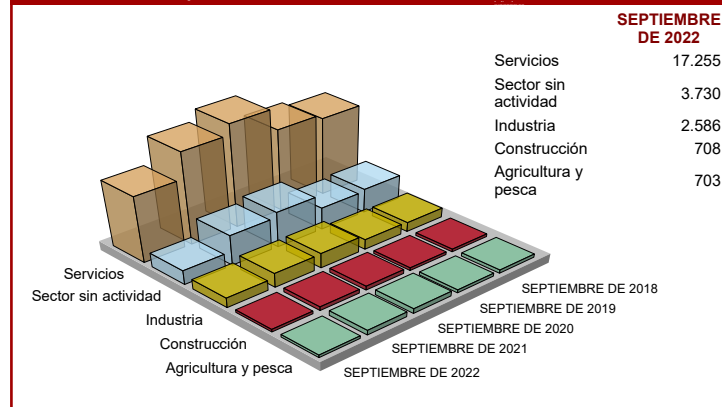 SEPTIEMBRE
DE 2022
Servicios 17.255
Sector sin
actividad 3.730
Industria 2.586
Construcción 708
Agricultura y
pesca 703
Servicios
Sector sin actividad
Industria
Construcción
Agricultura y pesca
SEPTIEMBRE DE 2018
SEPTIEMBRE DE 2019
SEPTIEMBRE DE 2020
SEPTIEMBRE DE 2021
SEPTIEMBRE DE 2022